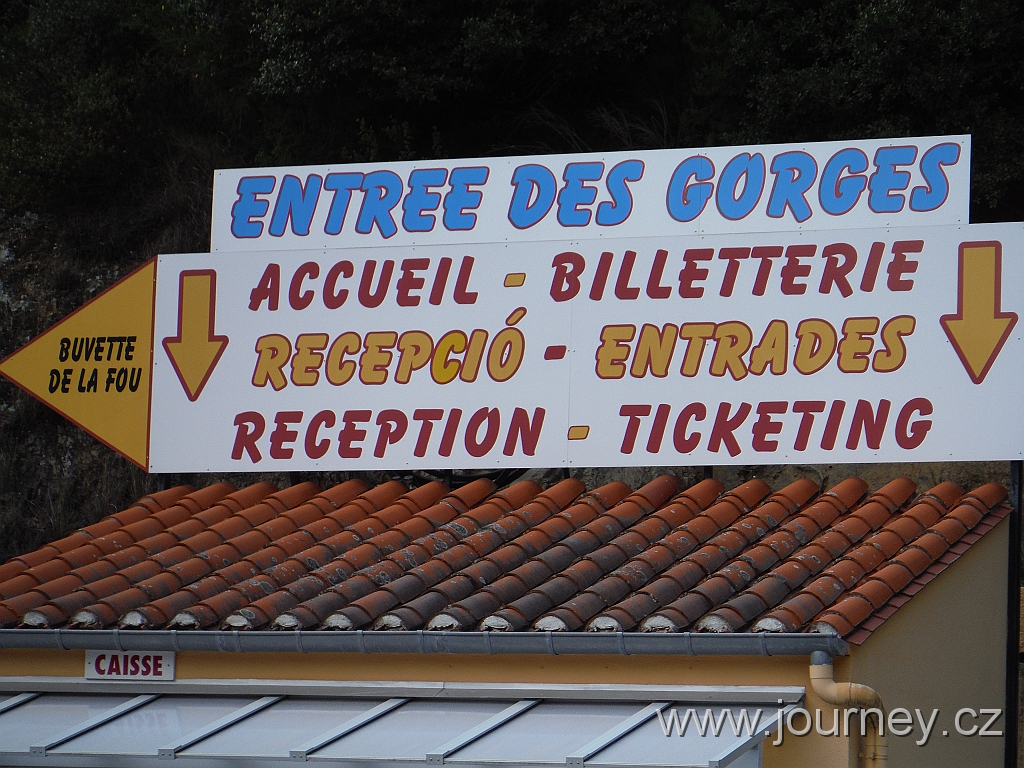 ENTREE DES GORGES
ACCUEIL - BILLETTERIE
RECEPCIÓ - ENTRADES
RECEPTION - TICKETING
BUVETTE
DE LA FOU
CAISSE
www.journey.cz